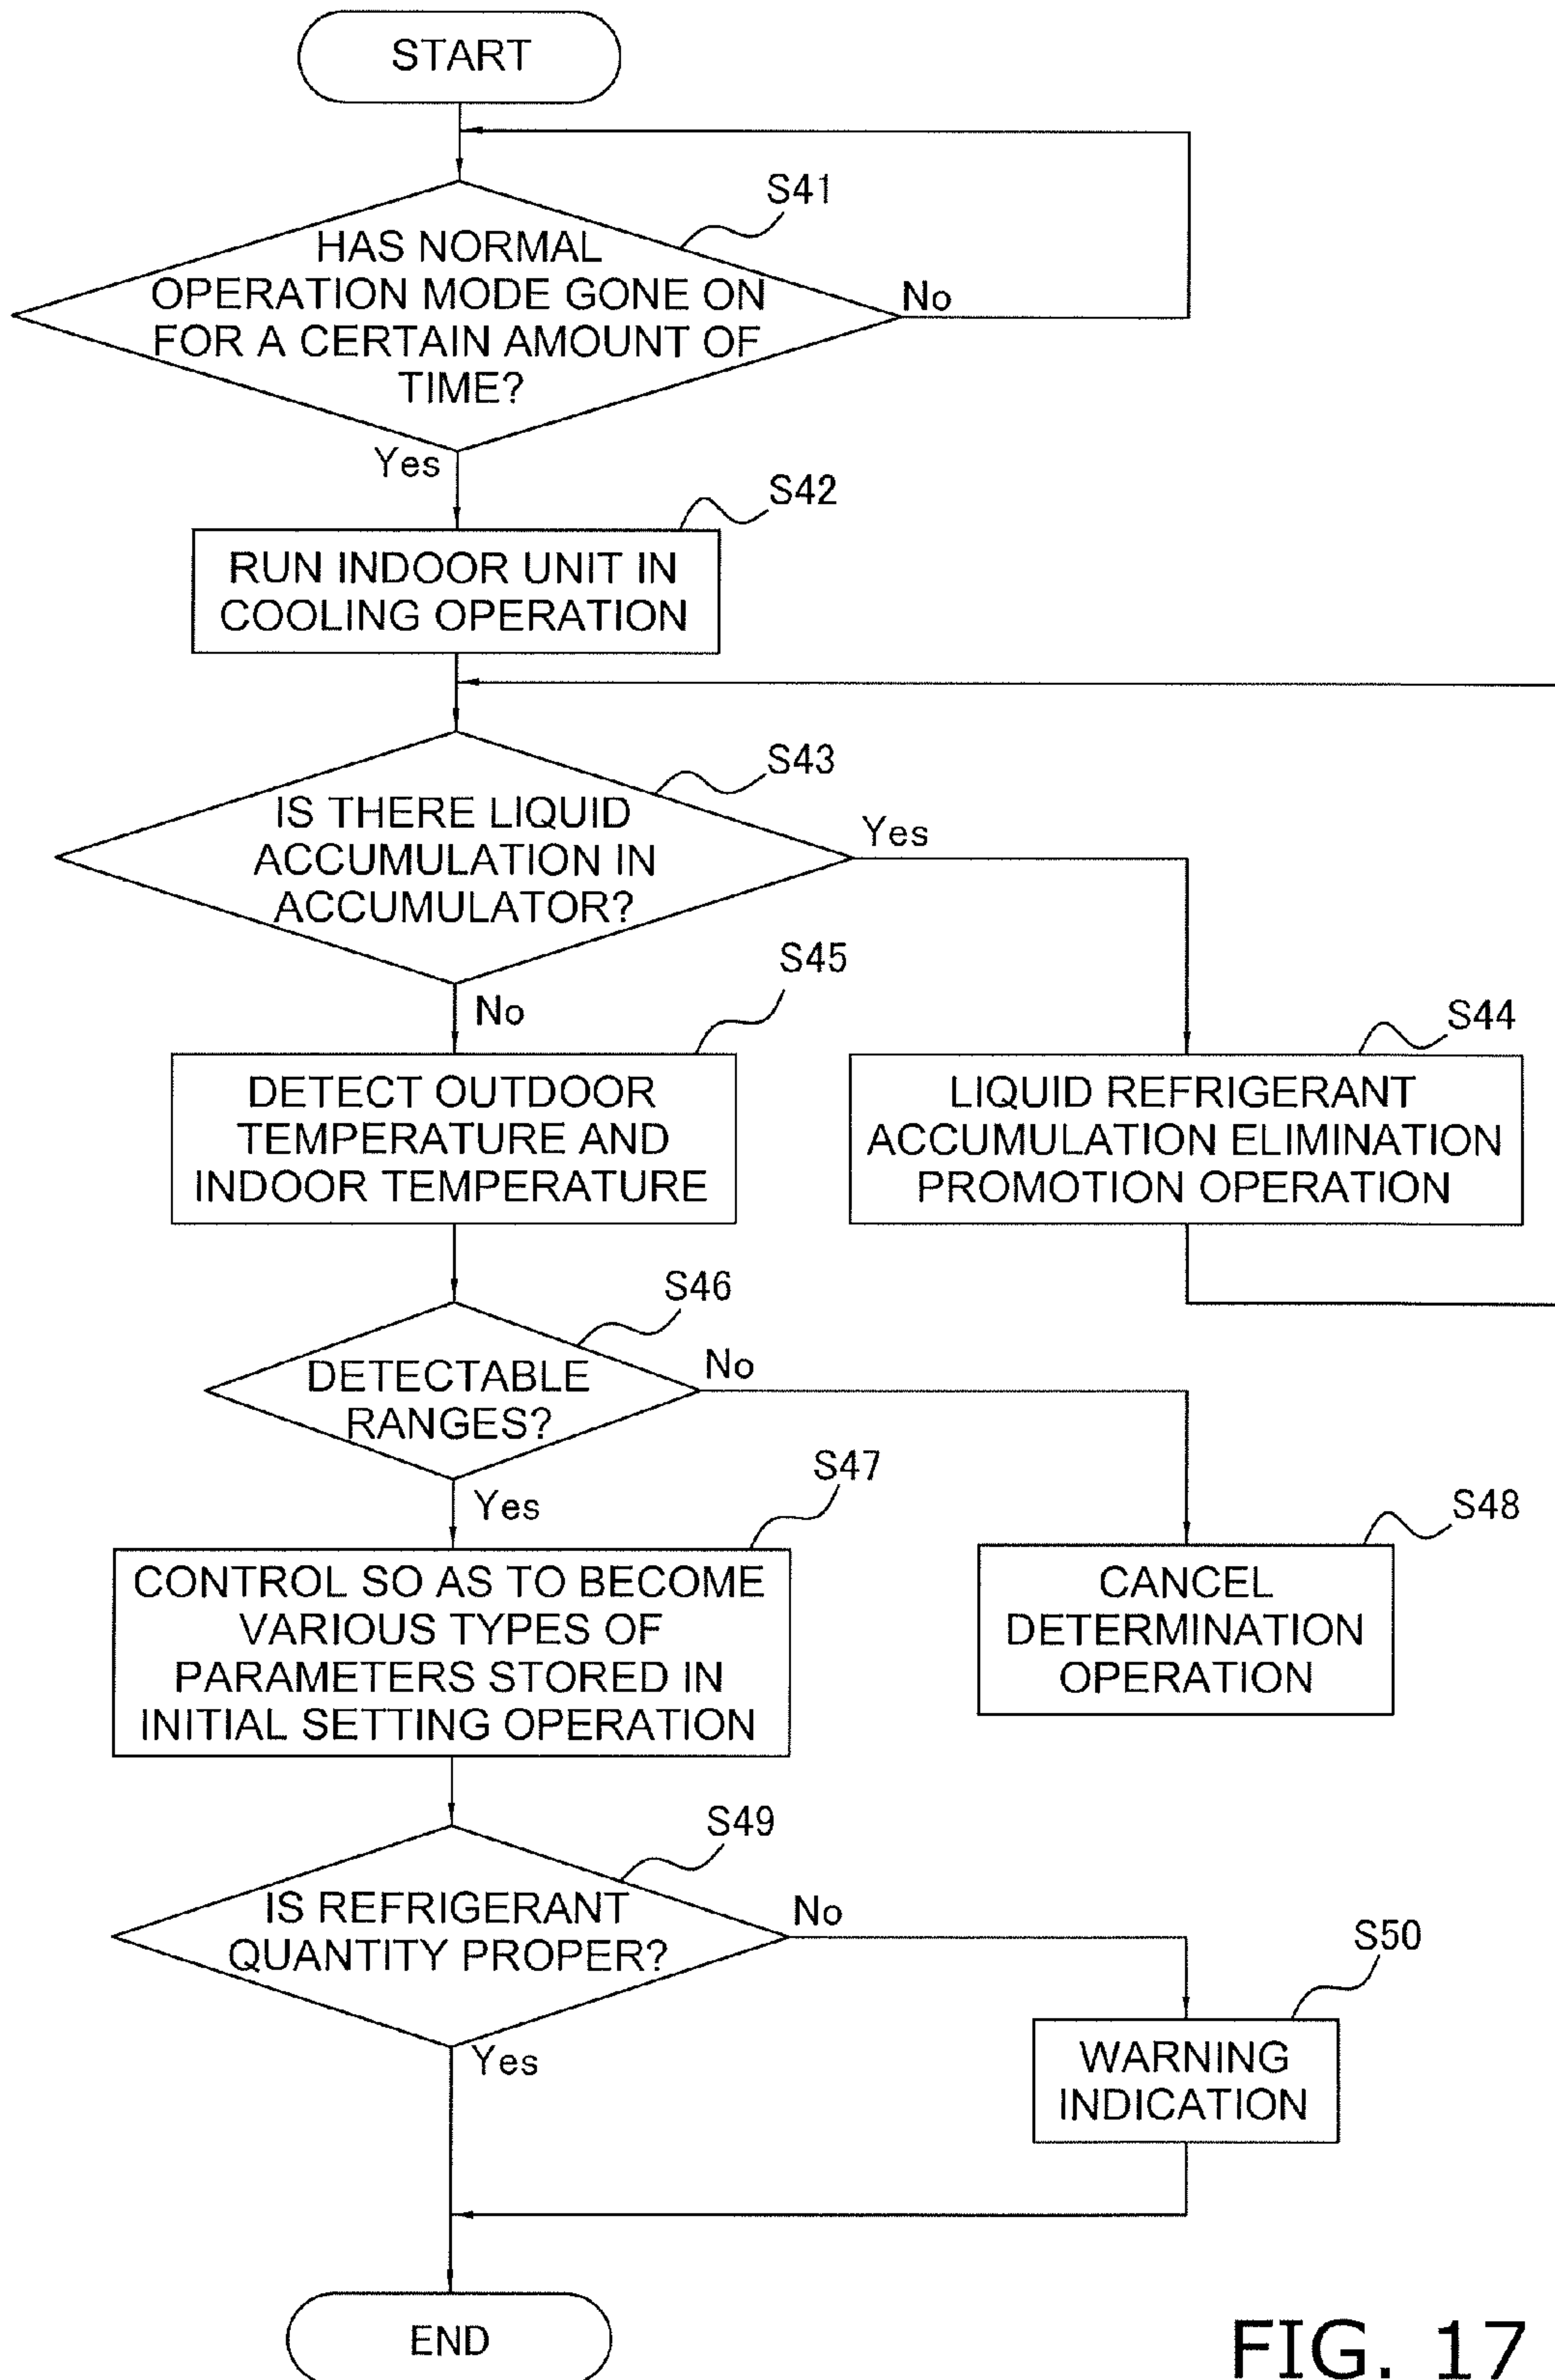 START
S41
HAS NORMAL
OPERATION MODE GONE ON
FOR A CERTAIN AMOUNT OF
TIME?
No
Yes
S42
RUN INDOOR UNIT IN
COOLING OPERATION
S43
IS THERE LIQUID
ACCUMULATION IN
ACCUMULATOR?
Yes
No
S45
DETECT OUTDOOR
TEMPERATURE AND
INDOOR TEMPERATURE
S44
LIQUID REFRIGERANT
ACCUMULATION ELIMINATION
PROMOTION OPERATION
S46
DETECTABLE
RANGES?
No
Yes
S47
CONTROL SO AS TO BECOME
VARIOUS TYPES OF
PARAMETERS STORED IN
INITIAL SETTING OPERATION
S48
CANCEL
DETERMINATION
OPERATION
S49
IS REFRIGERANT
QUANTITY PROPER?
No
Yes
S50
WARNING
INDICATION
END
FIG. 17